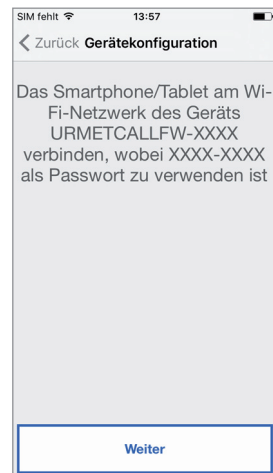 SIM fehlt 13:57
Zurück Gerätekonfiguration
Das Smartphone/Tablet am Wi-
Fi-Netzwerk des Geräts
URMETCALLFW-XXXX
verbinden, wobei XXXX-XXXX
als Passwort zu verwenden ist
Weiter